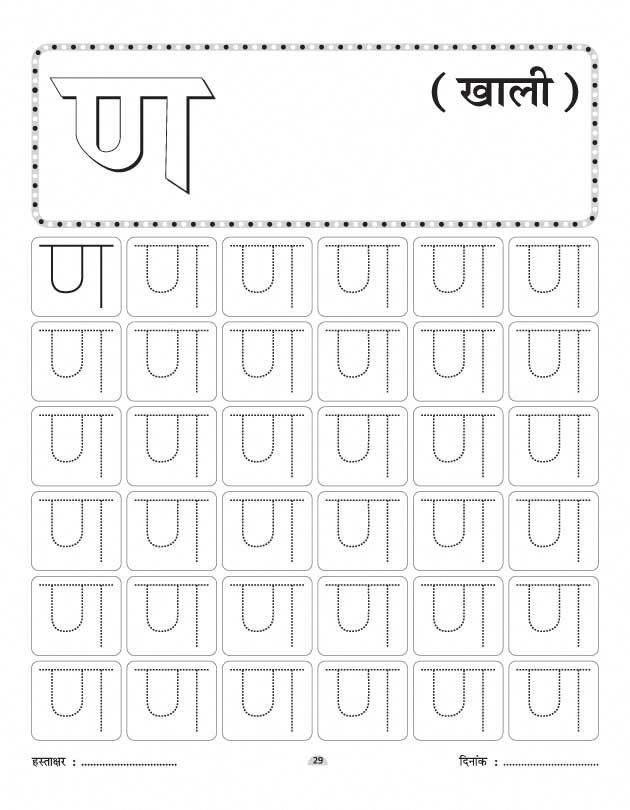 ण ( खाली )
ण ण ण ण ण ण
ण ण ण ण ण ण
ण ण ण ण ण ण
ण ण ण ण ण ण
ण ण ण ण ण ण
ण ण ण ण ण ण
हस्ताक्षर : ................................ 29 दिनांक : ................................